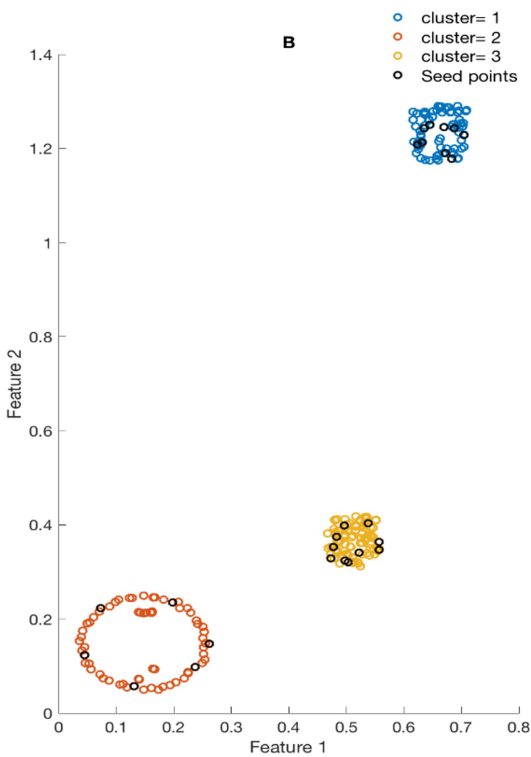 cluster= 1
B
cluster= 2
cluster= 3
Seed points
1.4
1.2
1
0.8
0.6
0.4
0.2
0
Feature 2
0 0.1 0.2 0.3 0.4 0.5 0.6 0.7 0.8
Feature 1